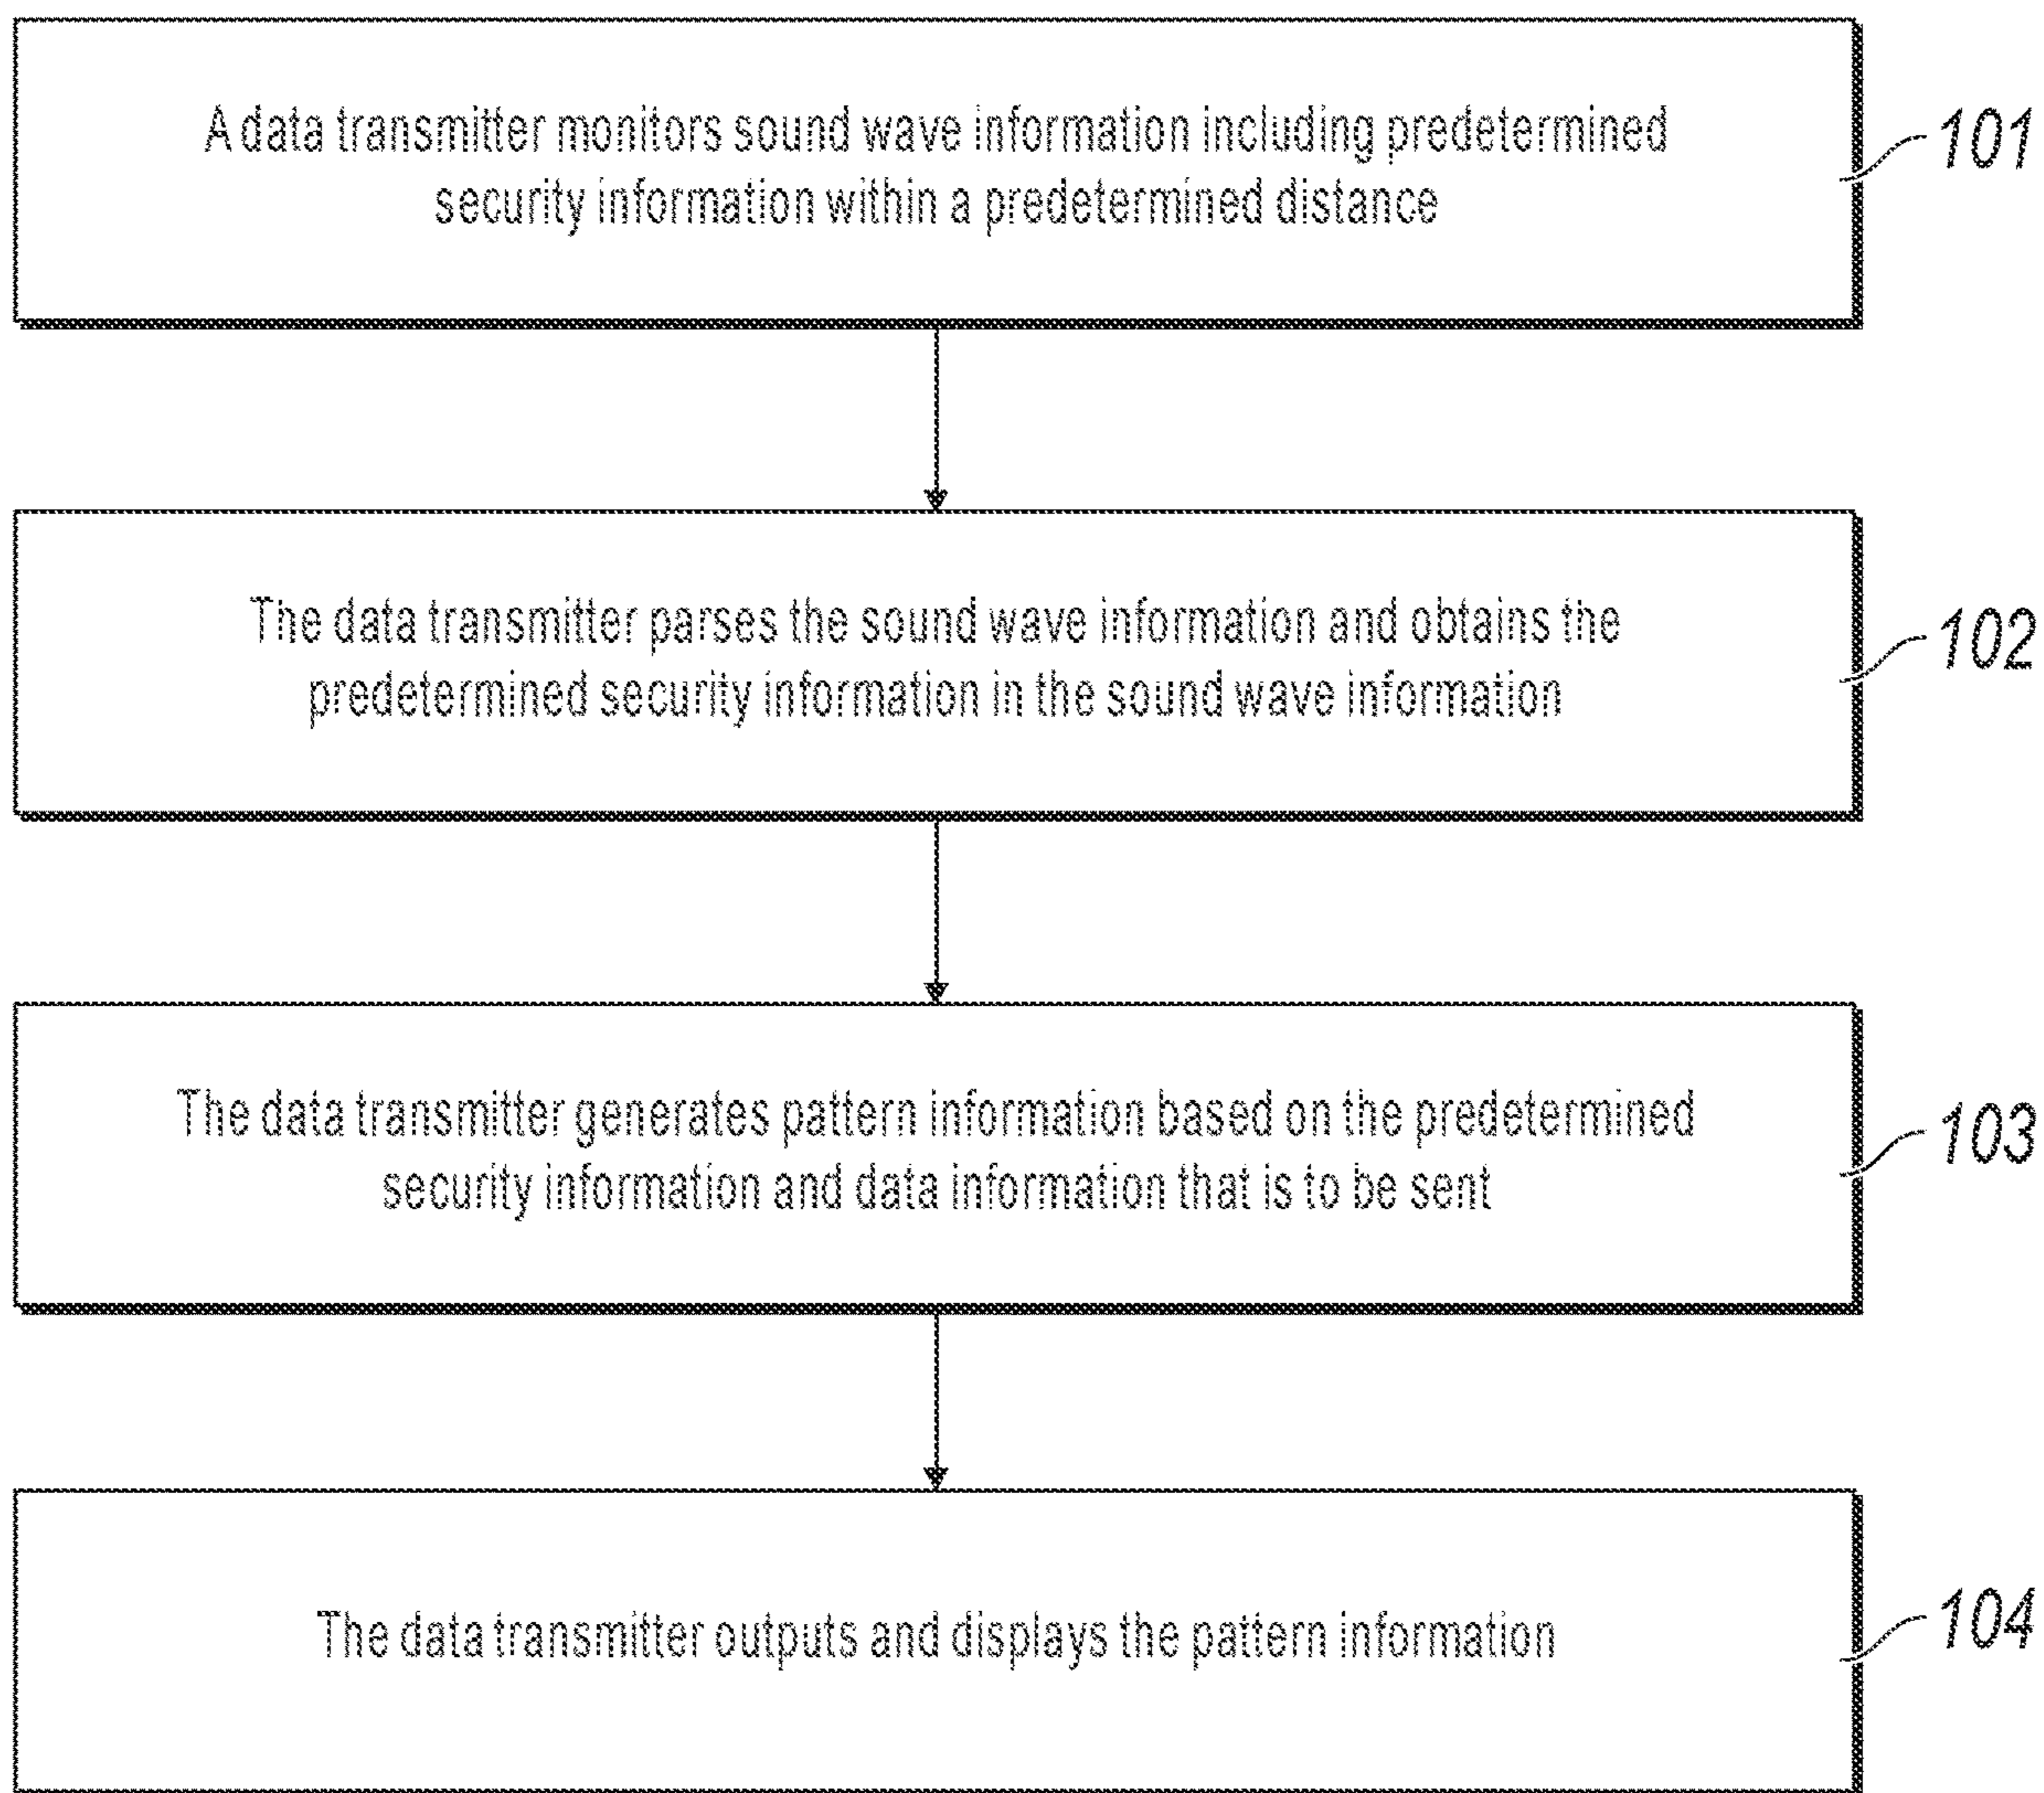 A data transmitter monitors sound wave information including predetermined
security information within a predetermined distance
101
The data transmitter parses the sound wave information and obtains the
predetermined security information in the sound wave information
102
The data transmitter generates pattern information based on the predetermined
security information and data information that is to be sent
103
The data transmitter outputs and displays the pattern information
104